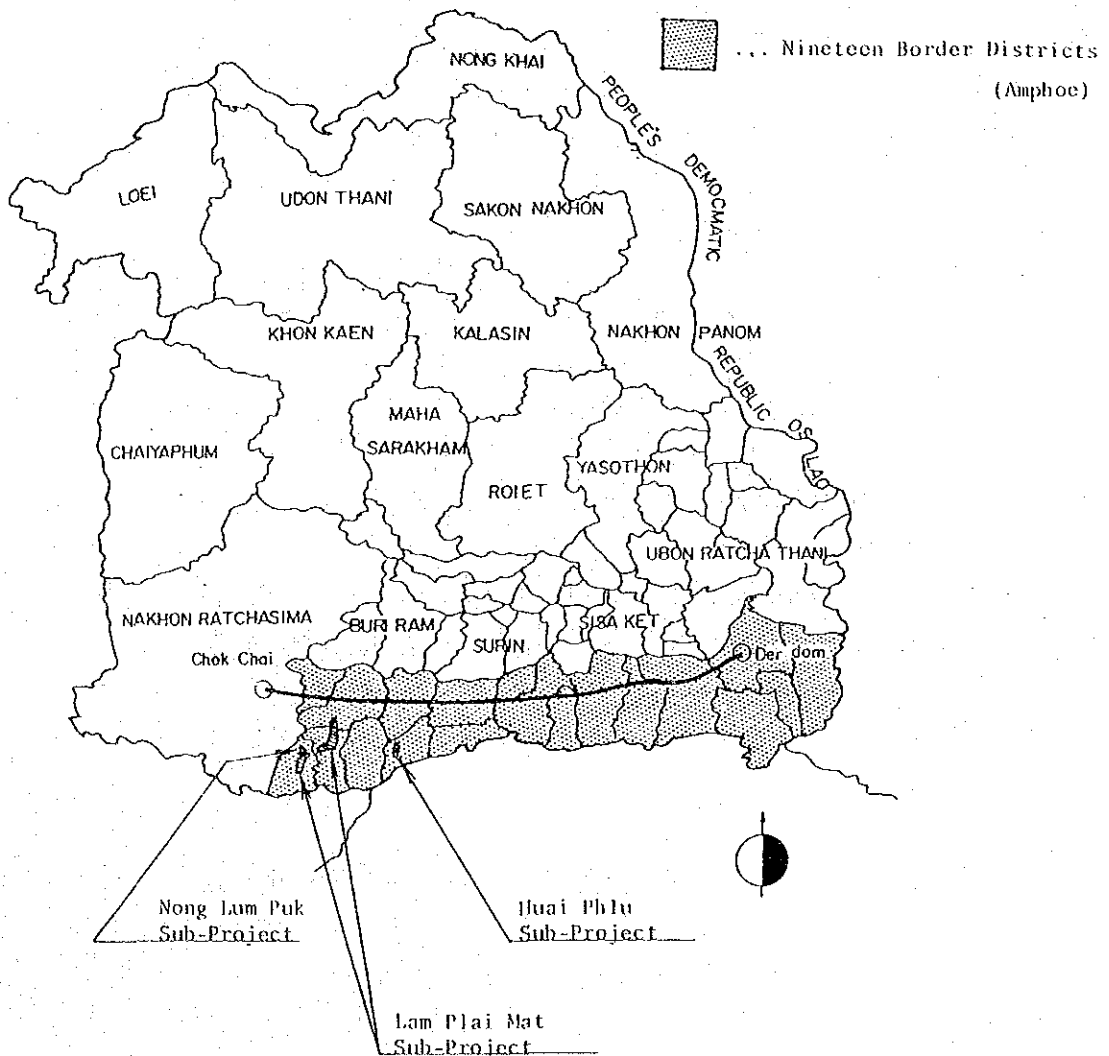 ... Nineteen Border Districts
(Amphoe)
NONG KHAI
PEOPLE'S DEMOCMATIC REPUBLIC OS LAO
LOEI
UDON THANI
SAKON NAKHON
KHON KAEN
KALASIN
NAKHON PANOM
CHAIYAPHUM
MAHA
SARAKHAM
ROIET
YASOTHON
UBON RATCHA THANI
NAKHON RATCHASIMA
BURI RAM
SURIN
SISA KET
Chok Chai
Der dom
Nong Lum Puk
Sub-Project
Huai Phlu
Sub-Project
Lam Plai Mat
Sub-Project